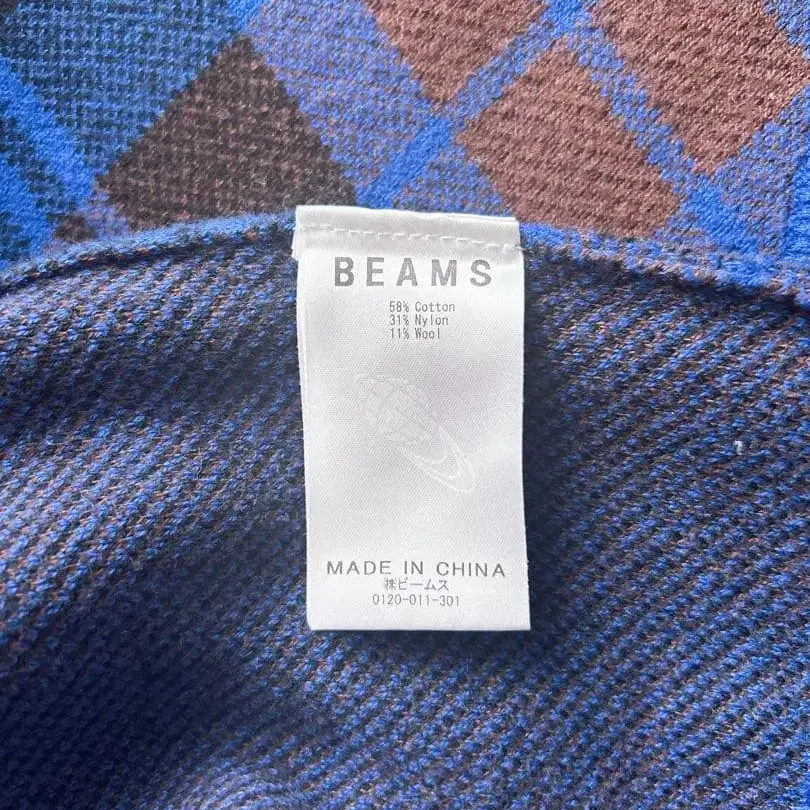 BEAMS
58% Cotton
31% Nylon
11% Wool
MADE IN CHINA
㈱ビームス
0120-011-301